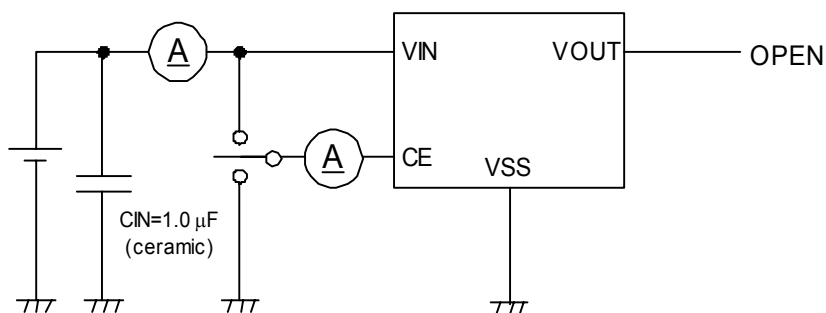 A
VIN
VOUT
OPEN
A
CE
VSS
CIN=1.0 μF
(ceramic)